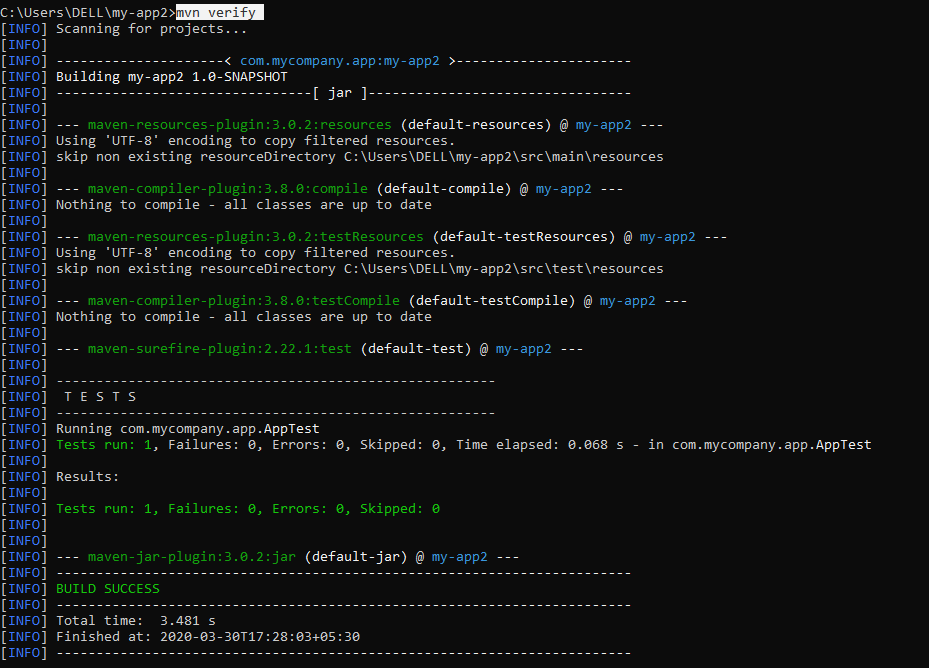 C:\Users\DELL\my-app2>mvn verify
[INFO] Scanning for projects...
[INFO]
[INFO] ---------------------< com.mycompany.app:my-app2 >----------------------
[INFO] Building my-app2 1.0-SNAPSHOT
[INFO] --------------------------------[ jar ]---------------------------------
[INFO]
[INFO] --- maven-resources-plugin:3.0.2:resources (default-resources) @ my-app2 ---
[INFO] Using 'UTF-8' encoding to copy filtered resources.
[INFO] skip non existing resourceDirectory C:\Users\DELL\my-app2\src\main\resources
[INFO]
[INFO] --- maven-compiler-plugin:3.8.0:compile (default-compile) @ my-app2 ---
[INFO] Nothing to compile - all classes are up to date
[INFO]
[INFO] --- maven-resources-plugin:3.0.2:testResources (default-testResources) @ my-app2 ---
[INFO] Using 'UTF-8' encoding to copy filtered resources.
[INFO] skip non existing resourceDirectory C:\Users\DELL\my-app2\src\test\resources
[INFO]
[INFO] --- maven-compiler-plugin:3.8.0:testCompile (default-testCompile) @ my-app2 ---
[INFO] Nothing to compile - all classes are up to date
[INFO]
[INFO] --- maven-surefire-plugin:2.22.1:test (default-test) @ my-app2 ---
[INFO]
[INFO] -------------------------------------------------------
[INFO]  T E S T S
[INFO] -------------------------------------------------------
[INFO] Running com.mycompany.app.AppTest
[INFO] Tests run: 1, Failures: 0, Errors: 0, Skipped: 0, Time elapsed: 0.068 s - in com.mycompany.app.AppTest
[INFO]
[INFO] Results:
[INFO]
[INFO] Tests run: 1, Failures: 0, Errors: 0, Skipped: 0
[INFO]
[INFO]
[INFO] --- maven-jar-plugin:3.0.2:jar (default-jar) @ my-app2 ---
[INFO] ------------------------------------------------------------------------
[INFO] BUILD SUCCESS
[INFO] ------------------------------------------------------------------------
[INFO] Total time:  3.481 s
[INFO] Finished at: 2020-03-30T17:28:03+05:30
[INFO] ------------------------------------------------------------------------